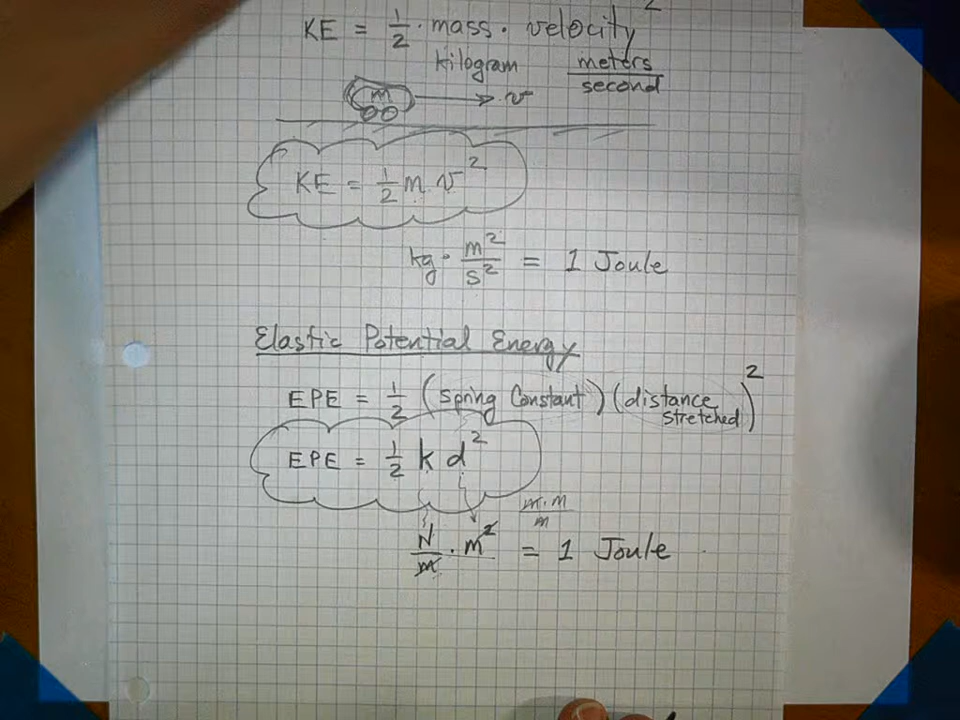 KE = 1/2 · mass · velocity²
kilogram meters/second
m → v
KE = 1/2 m v²
kg · m²/s² = 1 Joule
Elastic Potential Energy
EPE = 1/2 (Spring Constant) (distance stretched)²
EPE = 1/2 k d²
m·m/m
N/m · m² = 1 Joule